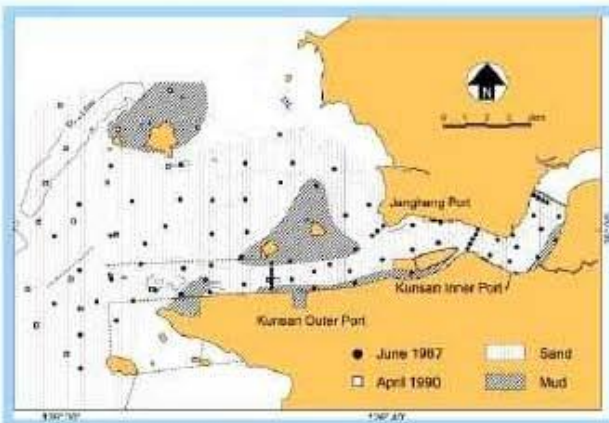 N
Janghang Port
Kunsan Inner Port
Kunsan Outer Port
June 1987
Sand
April 1990
Mud